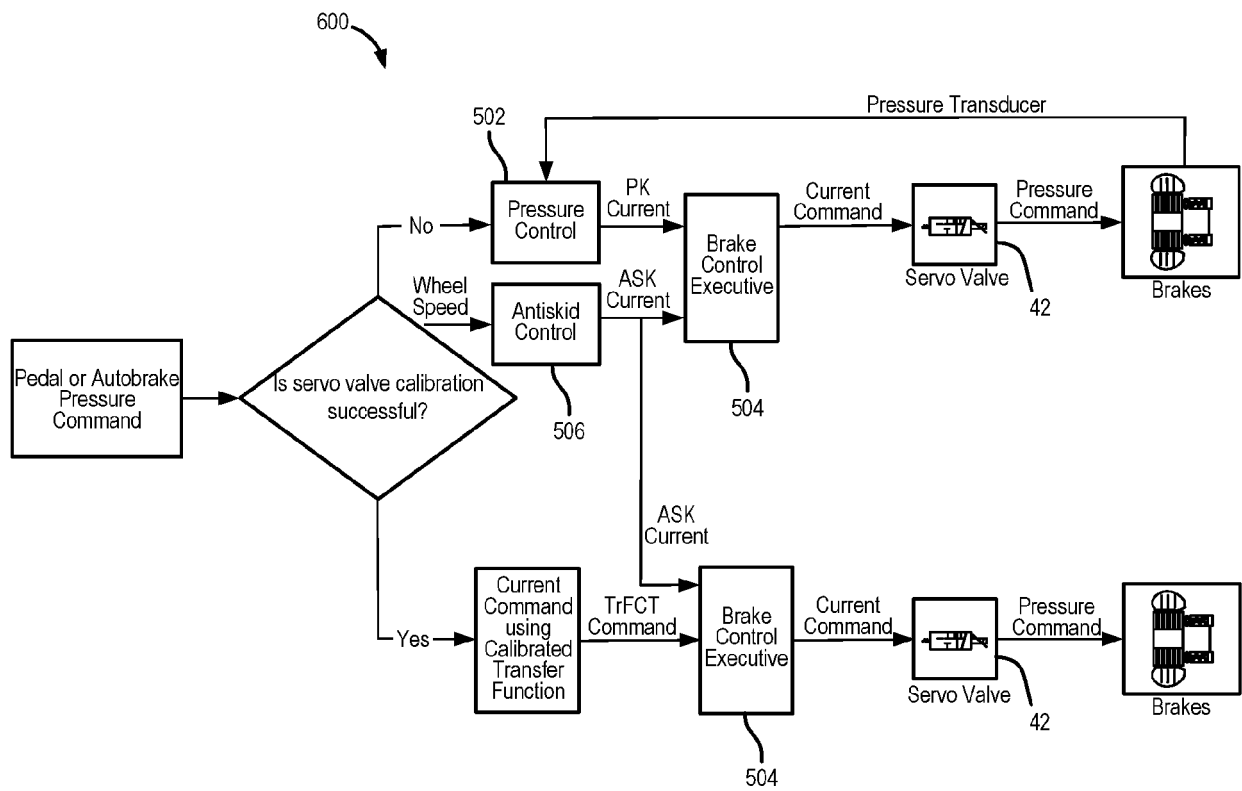 600
Pressure Transducer
502
PK
Current
Current
Command
Pressure
Command
Pressure
Control
No
Brake
Control
Executive
Servo Valve
42
Brakes
Wheel
Speed
ASK
Current
Antiskid
Control
504
506
Pedal or Autobrake
Pressure
Command
Is servo valve calibration
successful?
ASK
Current
Yes
Current
Command
using
Calibrated
Transfer
Function
TrFCT
Command
Brake
Control
Executive
Current
Command
Pressure
Command
Servo Valve
42
Brakes
504